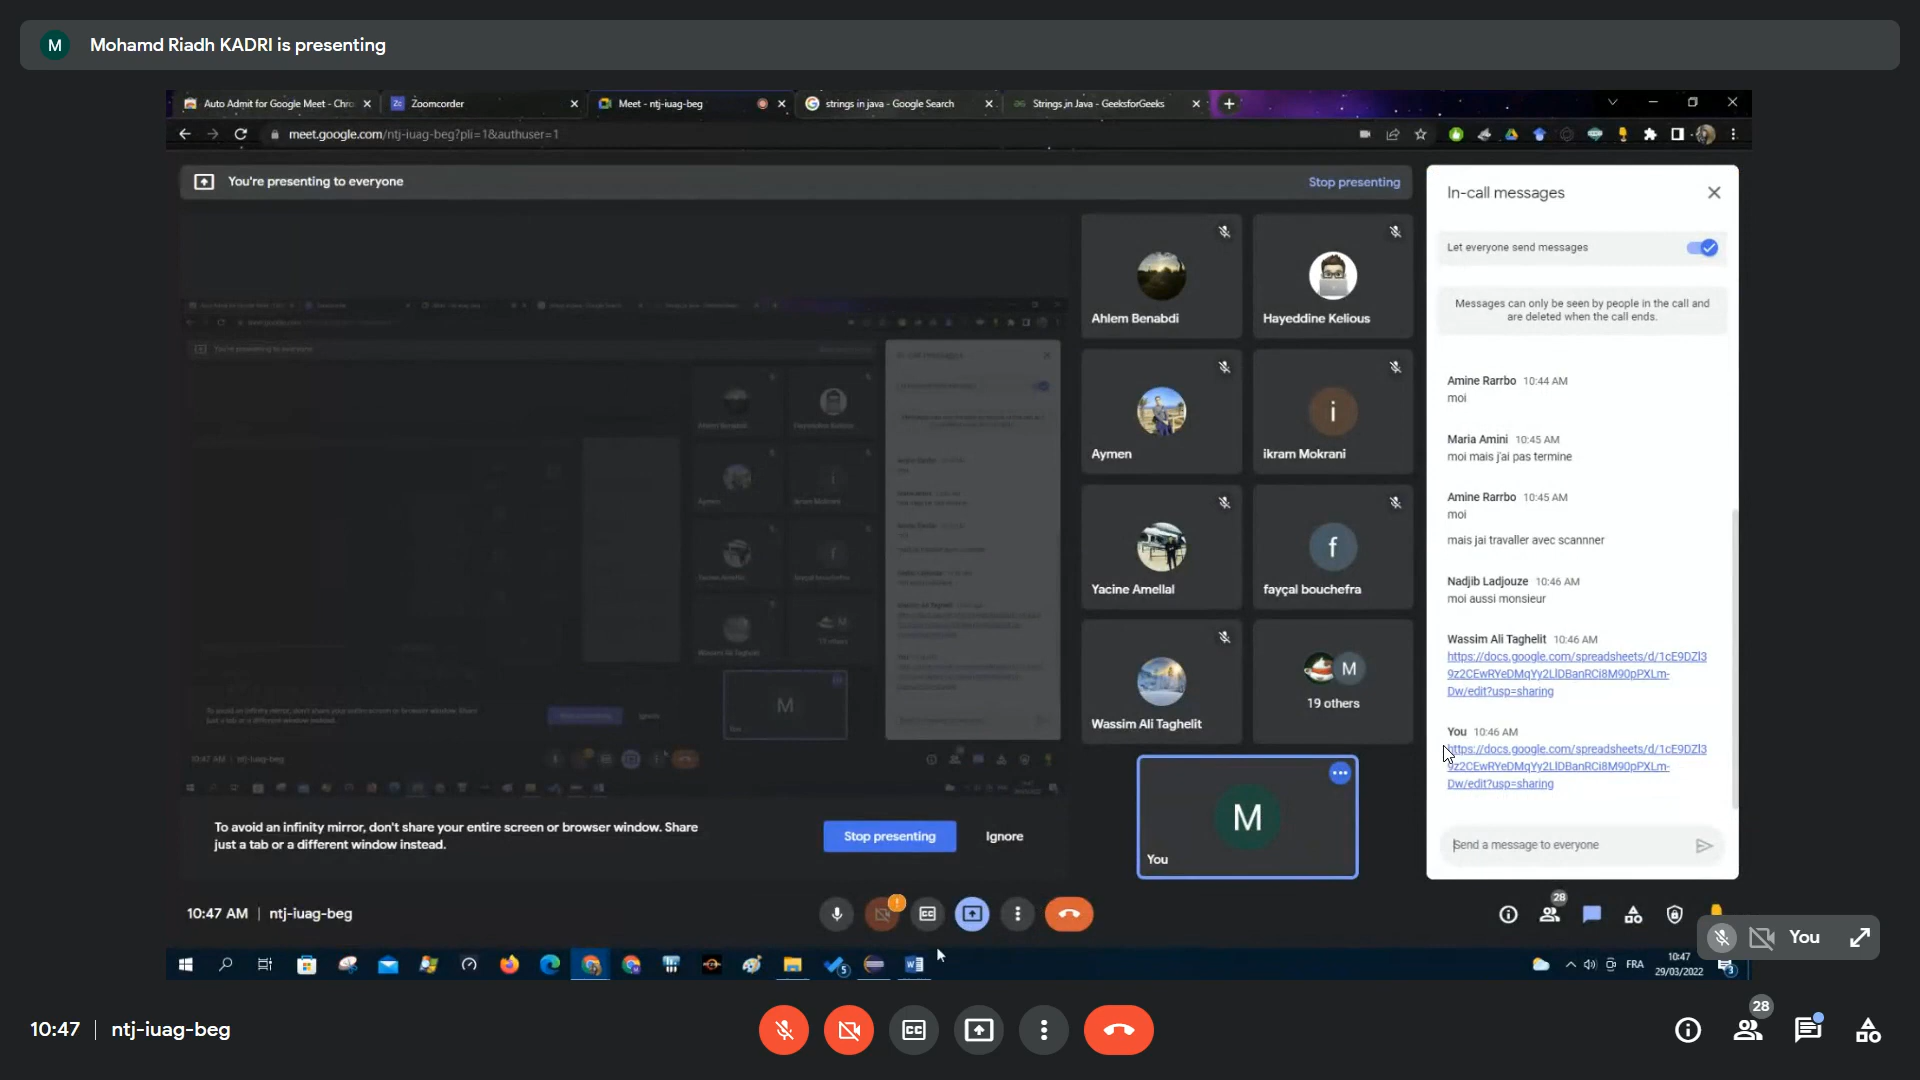 M Mohamd Riadh KADRI is presenting
Auto Admit for Google Meet - Chro
Zc Zoomcorder
Meet - ntj-iuag-beg
strings in java - Google Search
Strings in Java - GeeksforGeeks
meet.google.com/ntj-iuag-beg?pli=1&authuser=1
You're presenting to everyone
Stop presenting
In-call messages
Let everyone send messages
Messages can only be seen by people in the call and
are deleted when the call ends.
Ahlem Benabdi
Hayeddine Kelious
Aymen
i
ikram Mokrani
Yacine Amellal
f
fayçal bouchefra
Wassim Ali Taghelit
M
19 others
M
You
Amine Rarrbo 10:44 AM
moi
Maria Amini 10:45 AM
moi mais j'ai pas termine
Amine Rarrbo 10:45 AM
moi
mais jai travaller avec scannner
Nadjib Ladjouze 10:46 AM
moi aussi monsieur
Wassim Ali Taghelit 10:46 AM
https://docs.google.com/spreadsheets/d/1cE9DZl3
9z2CEwRYeDMqYy2LlDBanRCi8M90pPXLm-
Dw/edit?usp=sharing
You 10:46 AM
https://docs.google.com/spreadsheets/d/1cE9DZl3
9z2CEwRYeDMqYy2LlDBanRCi8M90pPXLm-
Dw/edit?usp=sharing
Send a message to everyone
To avoid an infinity mirror, don't share your entire screen or browser window. Share
just a tab or a different window instead.
Stop presenting
Ignore
10:47 AM | ntj-iuag-beg
28
You
FRA
10:47
29/03/2022
10:47 | ntj-iuag-beg
28